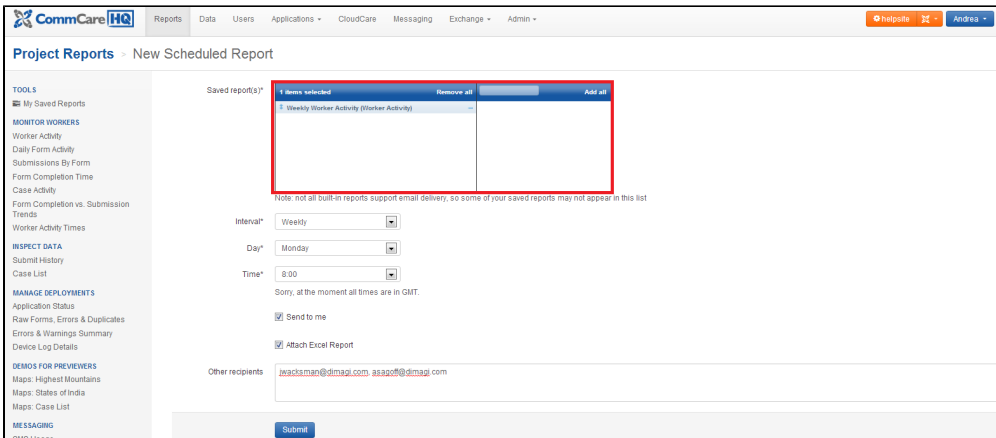 CommCare HQ
Reports Data Users Applications CloudCare Messaging Exchange Admin helpsite Andrea
Project Reports > New Scheduled Report
TOOLS
My Saved Reports
MONITOR WORKERS
Worker Activity
Daily Form Activity
Submissions By Form
Form Completion Time
Case Activity
Form Completion vs. Submission
Trends
Worker Activity Times
INSPECT DATA
Submit History
Case List
MANAGE DEPLOYMENTS
Application Status
Raw Forms, Errors & Duplicates
Errors & Warnings Summary
Device Log Details
DEMOS FOR PREVIEWERS
Maps: Highest Mountains
Maps: States of India
Maps: Case List
MESSAGING
Saved report(s)*
1 items selected Remove all Add all
Weekly Worker Activity (Worker Activity)
Note: not all built-in reports support email delivery, so some of your saved reports may not appear in this list
Interval* Weekly
Day* Monday
Time* 8:00
Sorry, at the moment all times are in GMT.
Send to me
Attach Excel Report
Other recipients jwacksman@dimagi.com, asagoff@dimagi.com
Submit